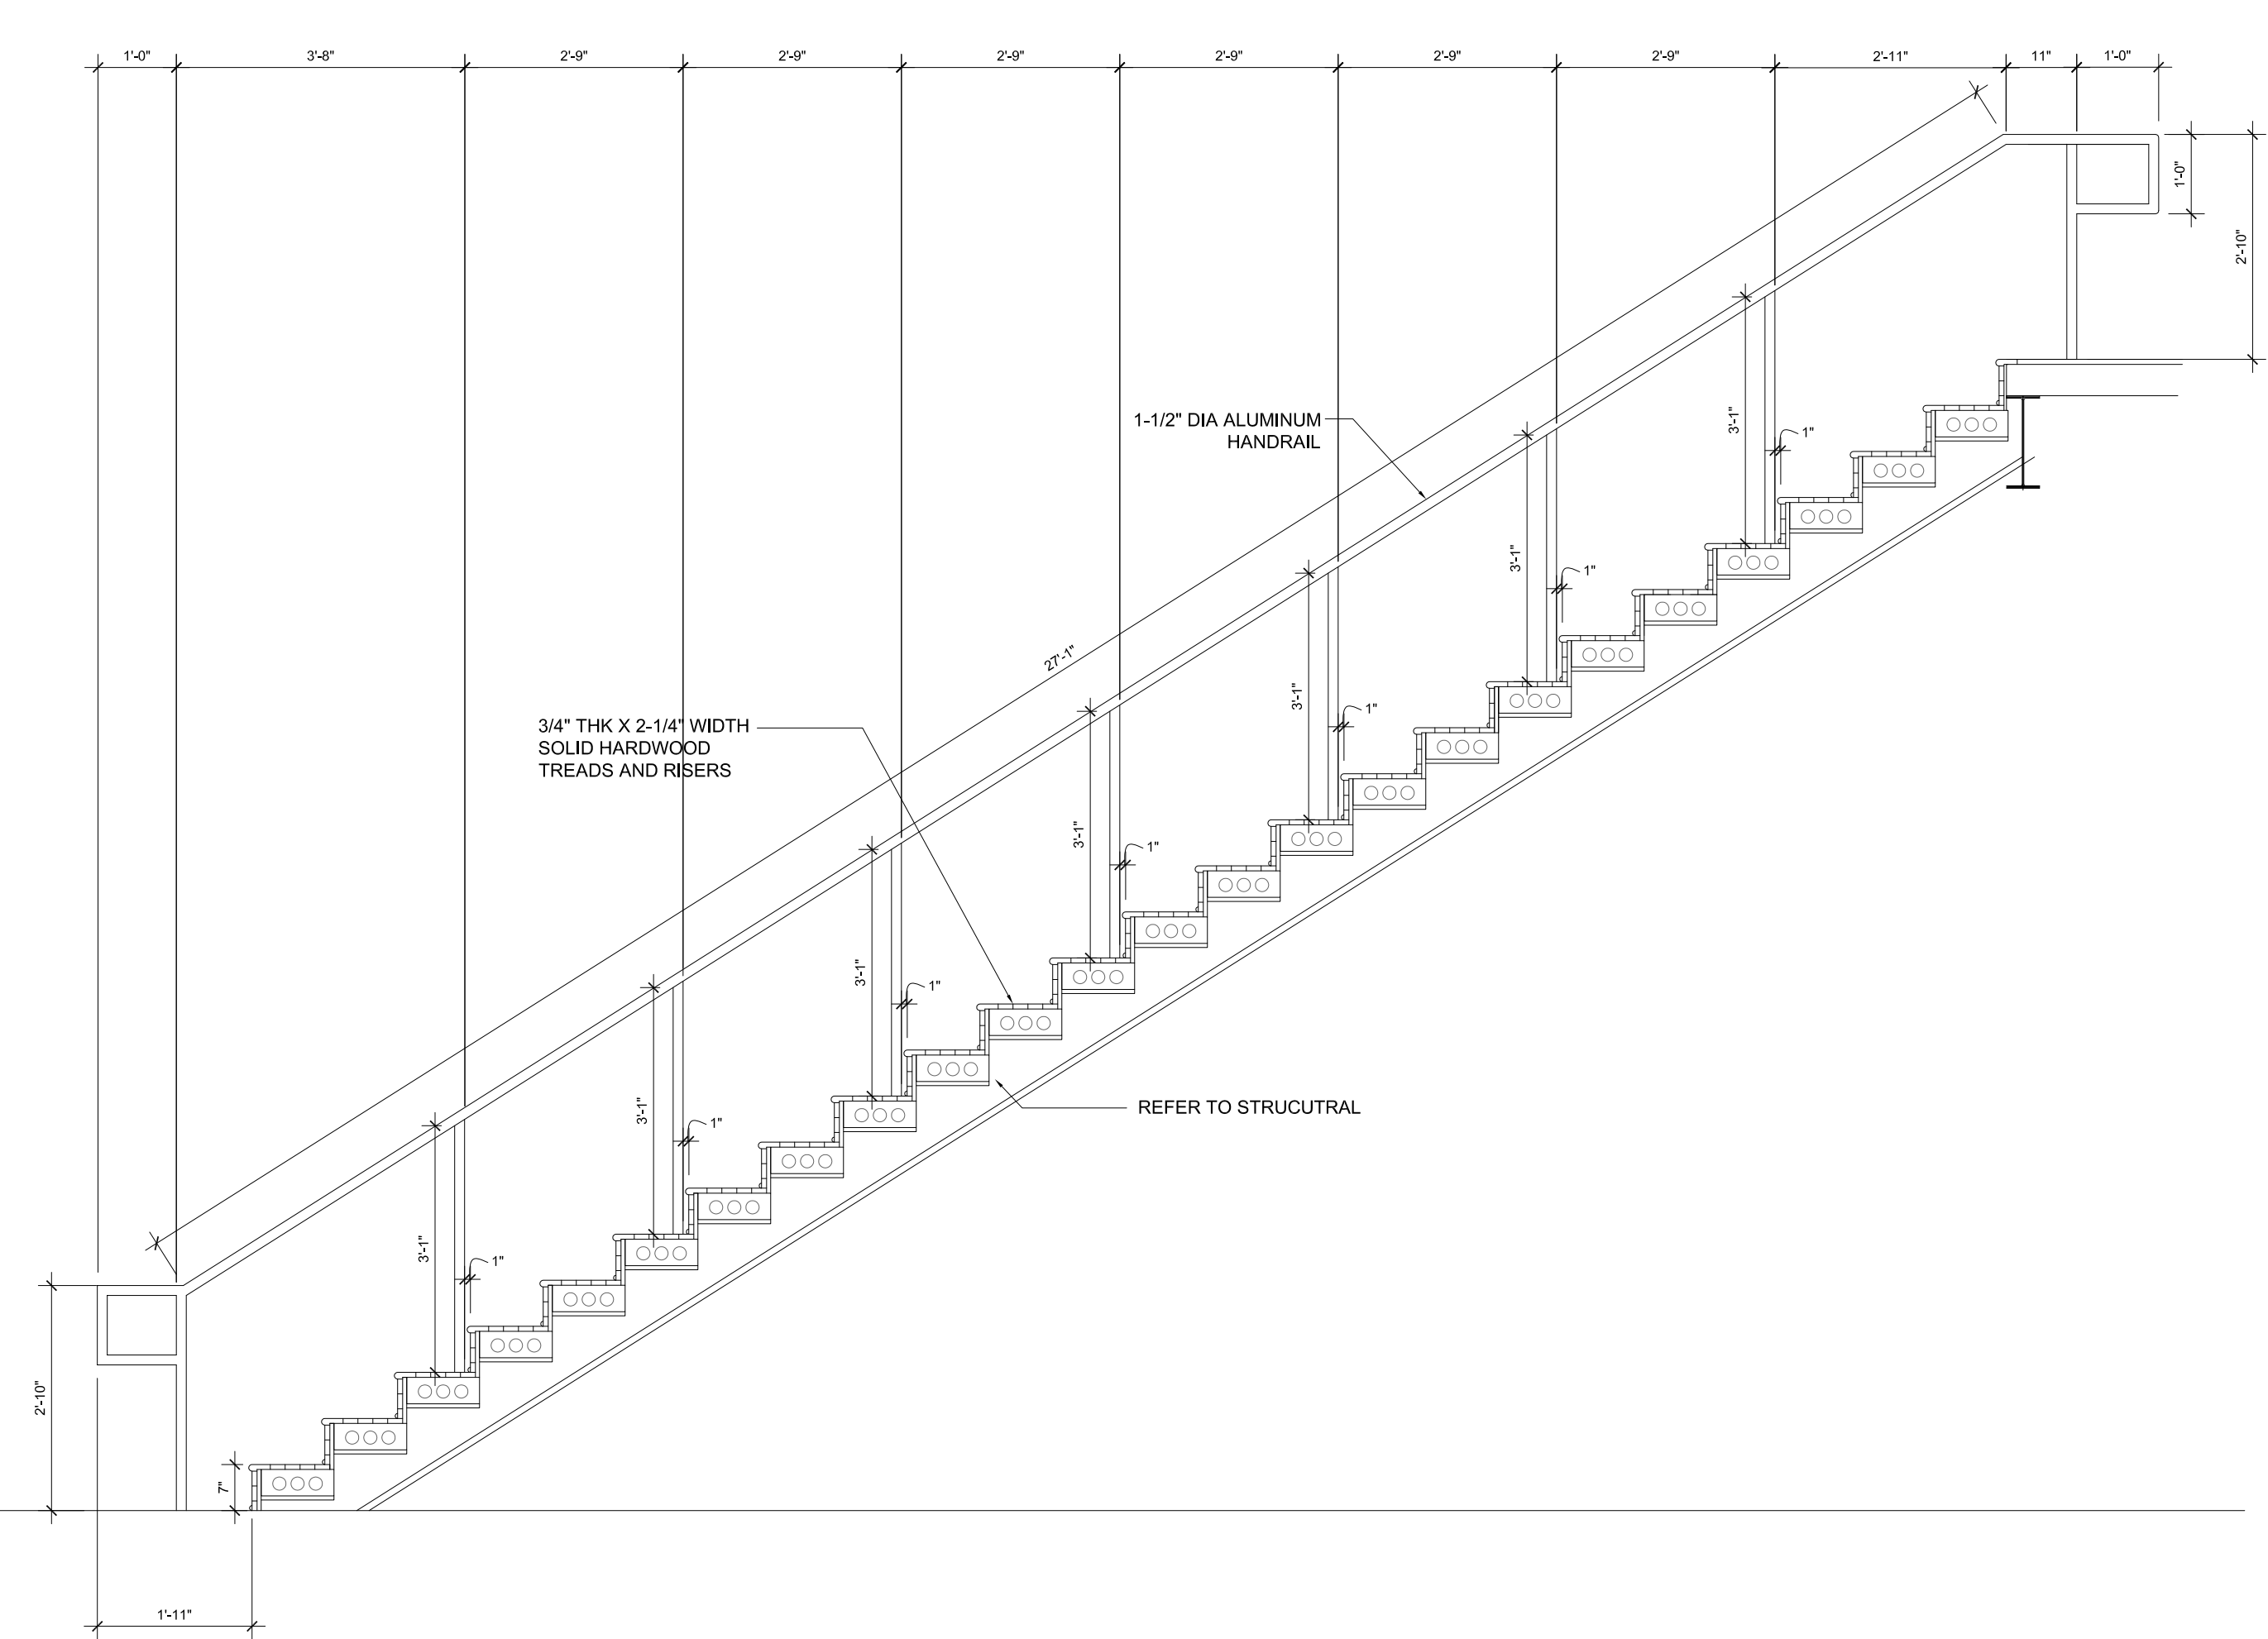 1'-0" 3'-8" 2'-9" 2'-9" 2'-9" 2'-9" 2'-9" 2'-9" 2'-11" 11" 1'-0"
1'-0"
2'-10"
1-1/2" DIA ALUMINUM
HANDRAIL
3'-1"
1"
3'-1"
1"
27'-1"
3'-1"
1"
3/4" THK X 2-1/4" WIDTH
SOLID HARDWOOD
TREADS AND RISERS
3'-1"
1"
3'-1"
1"
REFER TO STRUCUTRAL
3'-1"
1"
3'-1"
1"
2'-10"
7"
1'-11"